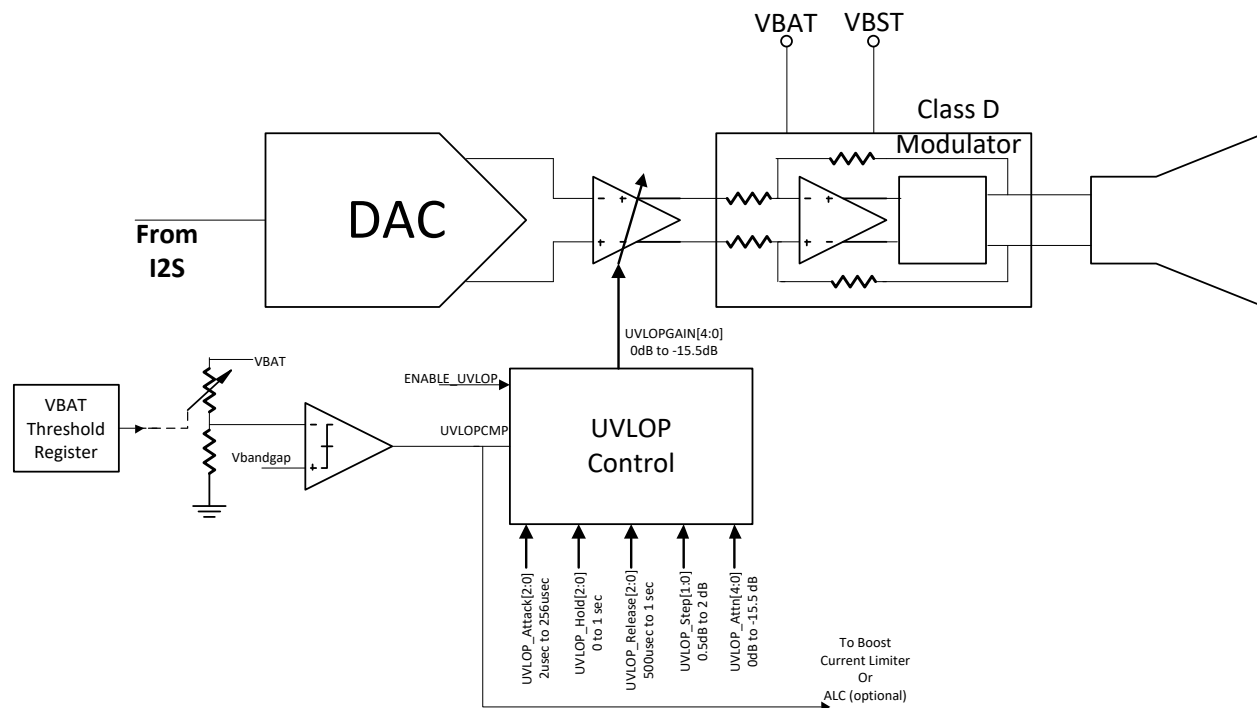 VBAT
VBST
Class D
Modulator
DAC
From
I2S
-
+
+
-
-
+
+
-
UVLOPGAIN[4:0]
0dB to -15.5dB
VBAT
ENABLE_UVLOP
VBAT
Threshold
Register
-
+
Vbandgap
UVLOPCMP
UVLOP
Control
UVLOP_Attack[2:0]
2usec to 256usec
UVLOP_Hold[2:0]
0 to 1 sec
UVLOP_Release[2:0]
500usec to 1 sec
UVLOP_Step[1:0]
0.5dB to 2 dB
UVLOP_Attn[4:0]
0dB to -15.5 dB
To Boost
Current Limiter
Or
ALC (optional)